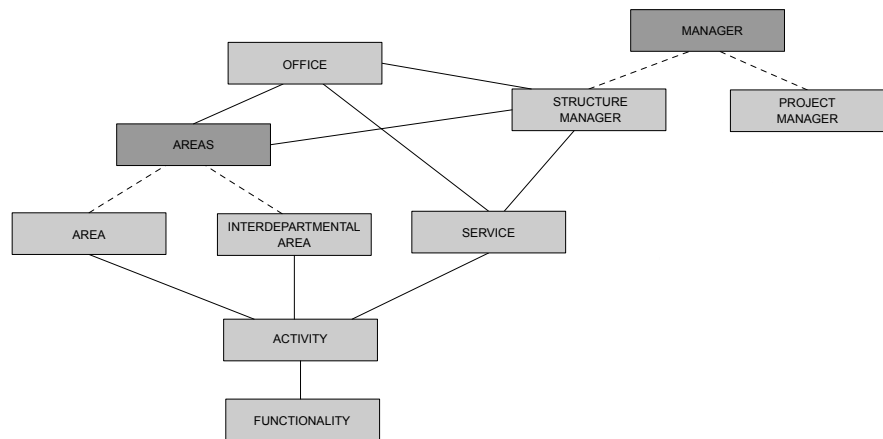 MANAGER
OFFICE
STRUCTURE
MANAGER
PROJECT
MANAGER
AREAS
AREA
INTERDEPARTMENTAL
AREA
SERVICE
ACTIVITY
FUNCTIONALITY